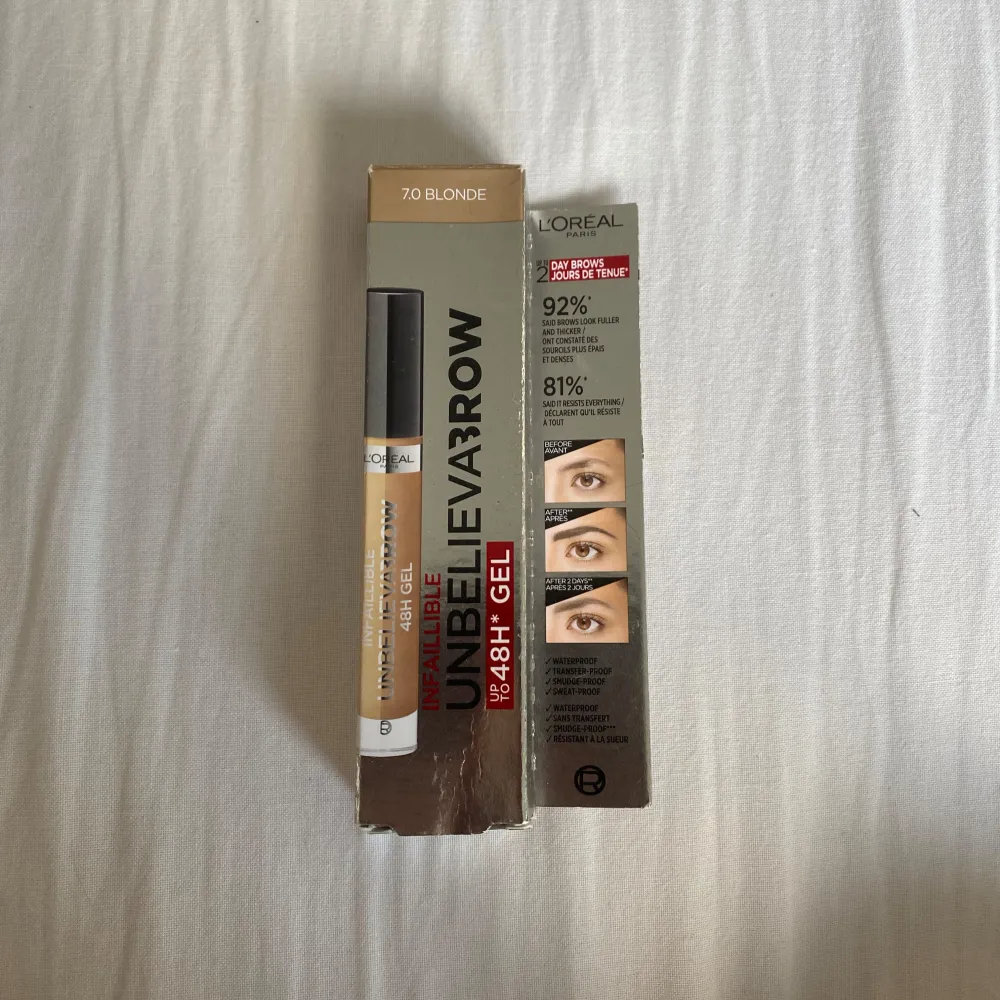 7.0 BLONDE
L'ORÉAL
PARIS
INFAILLIBLE
UNBELIEVABROW
48H GEL
INFAILLIBLE
UNBELIEVABROW
UP TO 48H* GEL
L'ORÉAL
PARIS
UP TO
2 DAY BROWS
JOURS DE TENUE*
92%*
SAID BROWS LOOK FULLER
AND THICKER /
ONT CONSTATÉ DES
SOURCILS PLUS ÉPAIS
ET DENSES
81%*
SAID IT RESISTS EVERYTHING /
DÉCLARENT QU'IL RÉSISTE
À TOUT
BEFORE
AVANT
AFTER**
APRÈS
AFTER 2 DAYS**
APRÈS 2 JOURS
✓ WATERPROOF
✓ TRANSFER-PROOF
✓ SMUDGE-PROOF
✓ SWEAT-PROOF
✓ WATERPROOF
✓ SANS TRANSFERT
✓ SMUDGE-PROOF***
✓ RÉSISTANT À LA SUEUR